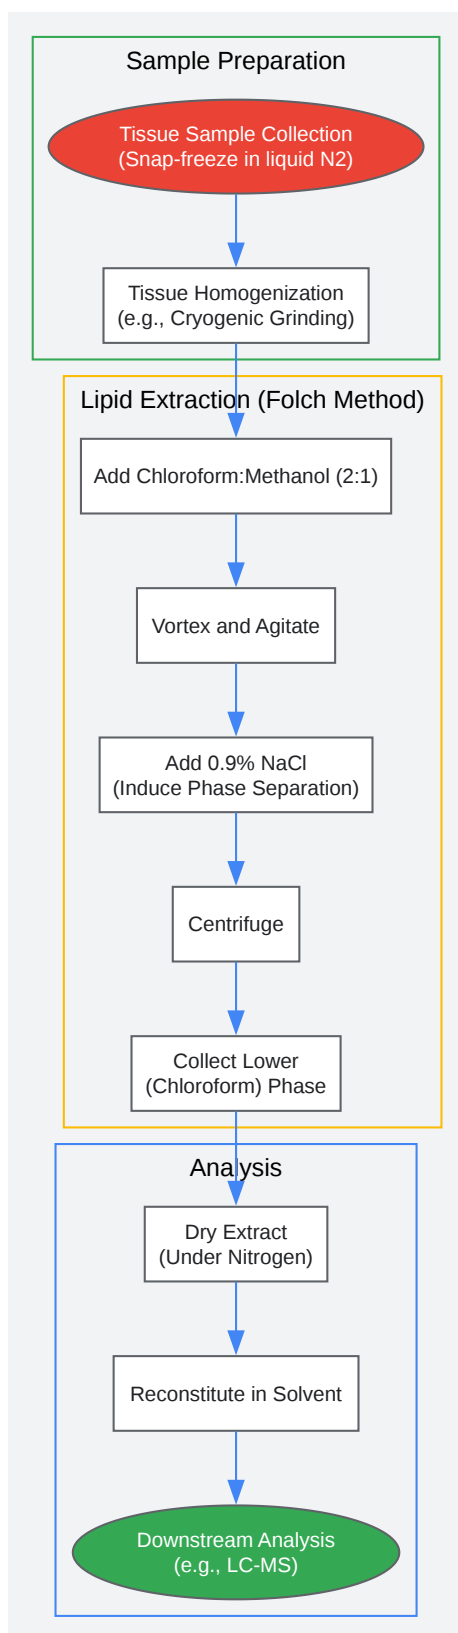 Sample Preparation
Tissue Sample Collection
(Snap-freeze in liquid N2)
Tissue Homogenization
(e.g., Cryogenic Grinding)
Lipid Extraction (Folch Method)
Add Chloroform:Methanol (2:1)
Vortex and Agitate
Add 0.9% NaCl
(Induce Phase Separation)
Centrifuge
Collect Lower
(Chloroform) Phase
Analysis
Dry Extract
(Under Nitrogen)
Reconstitute in Solvent
Downstream Analysis
(e.g., LC-MS)